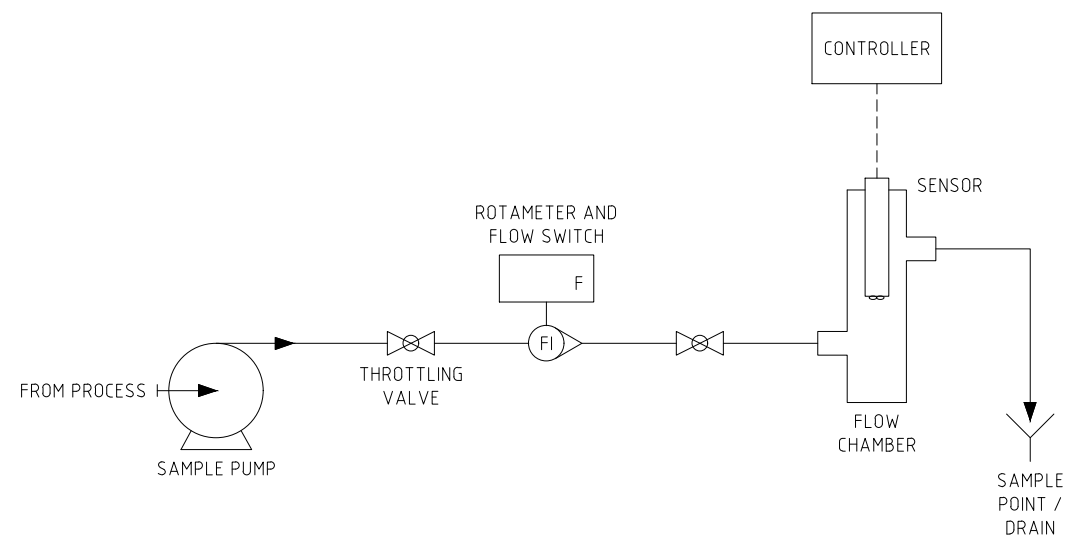 CONTROLLER
SENSOR
ROTAMETER AND
FLOW SWITCH
F
FI
THROTTLING
VALVE
FROM PROCESS
SAMPLE PUMP
FLOW
CHAMBER
SAMPLE
POINT /
DRAIN